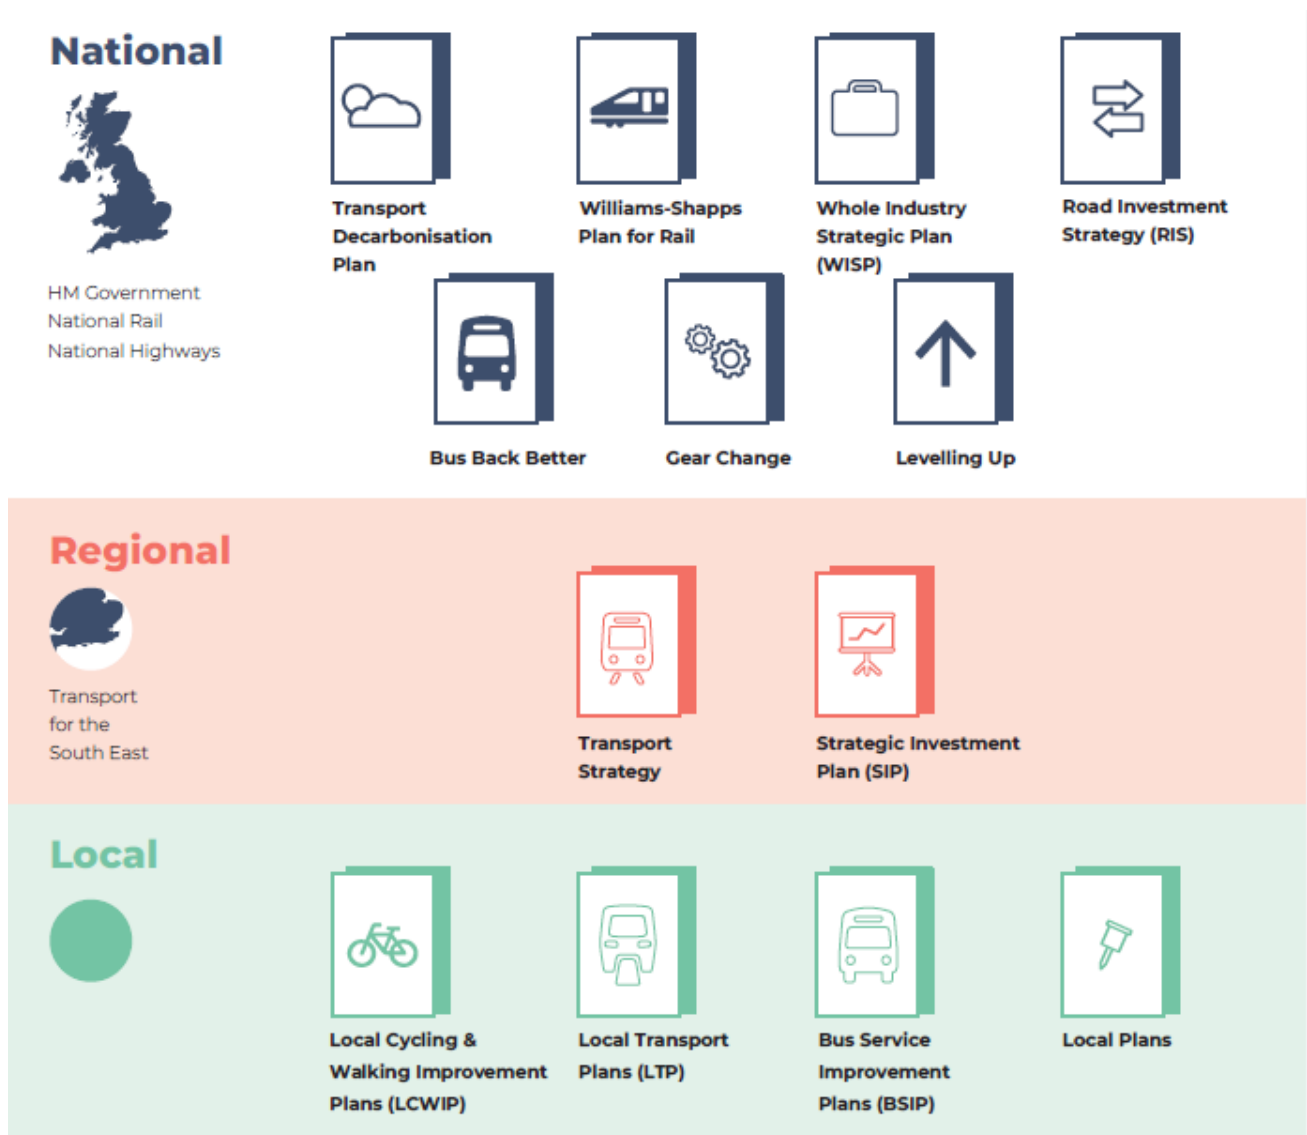 National
HM Government
National Rail
National Highways
Transport
Decarbonisation
Plan
Williams-Shapps
Plan for Rail
Whole Industry
Strategic Plan
(WISP)
Road Investment
Strategy (RIS)
Bus Back Better
Gear Change
Levelling Up
Regional
Transport
for the
South East
Transport
Strategy
Strategic Investment
Plan (SIP)
Local
Local Cycling &
Walking Improvement
Plans (LCWIP)
Local Transport
Plans (LTP)
Bus Service
Improvement
Plans (BSIP)
Local Plans